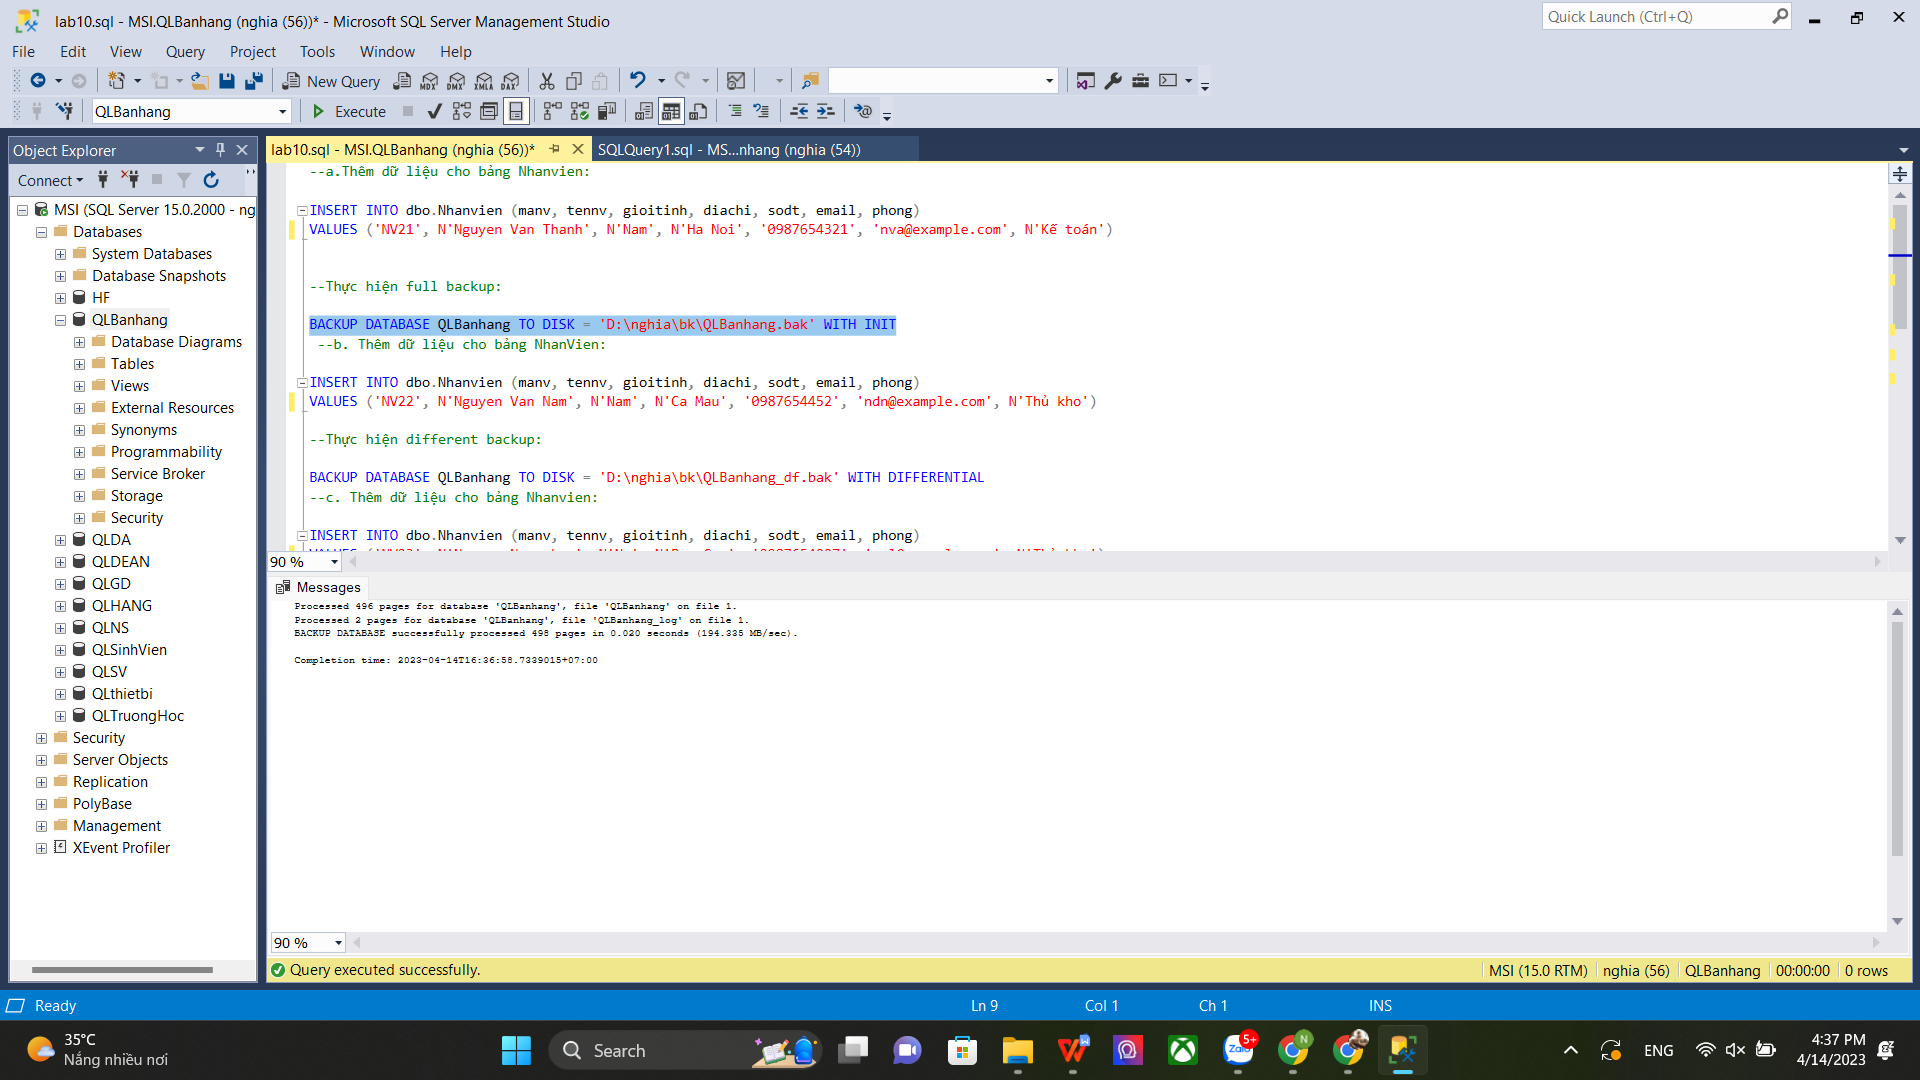 lab10.sql - MSI.QLBanhang (nghia (56))* - Microsoft SQL Server Management Studio
Quick Launch (Ctrl+Q)
File Edit View Query Project Tools Window Help
New Query
MDX DMX XMLA DAX
QLBanhang
Execute
Object Explorer
Connect
MSI (SQL Server 15.0.2000 - ng
Databases
System Databases
Database Snapshots
HF
QLBanhang
Database Diagrams
Tables
Views
External Resources
Synonyms
Programmability
Service Broker
Storage
Security
QLDA
QLDEAN
QLGD
QLHANG
QLNS
QLSinhVien
QLSV
QLthietbi
QLTruongHoc
Security
Server Objects
Replication
PolyBase
Management
XEvent Profiler
lab10.sql - MSI.QLBanhang (nghia (56))*
SQLQuery1.sql - MS...nhang (nghia (54))
--a.Thêm dữ liệu cho bảng Nhanvien:
INSERT INTO dbo.Nhanvien (manv, tennv, gioitinh, diachi, sodt, email, phong)
VALUES ('NV21', N'Nguyen Van Thanh', N'Nam', N'Ha Noi', '0987654321', 'nva@example.com', N'Kế toán')
--Thực hiện full backup:
BACKUP DATABASE QLBanhang TO DISK = 'D:\nghia\bk\QLBanhang.bak' WITH INIT
--b. Thêm dữ liệu cho bảng NhanVien:
INSERT INTO dbo.Nhanvien (manv, tennv, gioitinh, diachi, sodt, email, phong)
VALUES ('NV22', N'Nguyen Van Nam', N'Nam', N'Ca Mau', '0987654452', 'ndn@example.com', N'Thủ kho')
--Thực hiện different backup:
BACKUP DATABASE QLBanhang TO DISK = 'D:\nghia\bk\QLBanhang_df.bak' WITH DIFFERENTIAL
--c. Thêm dữ liệu cho bảng Nhanvien:
INSERT INTO dbo.Nhanvien (manv, tennv, gioitinh, diachi, sodt, email, phong)
90 %
Messages
Processed 496 pages for database 'QLBanhang', file 'QLBanhang' on file 1.
Processed 2 pages for database 'QLBanhang', file 'QLBanhang_log' on file 1.
BACKUP DATABASE successfully processed 498 pages in 0.020 seconds (194.335 MB/sec).
Completion time: 2023-04-14T16:36:58.7339015+07:00
90 %
Query executed successfully.
MSI (15.0 RTM) nghia (56) QLBanhang 00:00:00 0 rows
Ready
Ln 9 Col 1 Ch 1 INS
35°C
Nắng nhiều nơi
Search
Zalo 5+
N
ENG
4:37 PM
4/14/2023